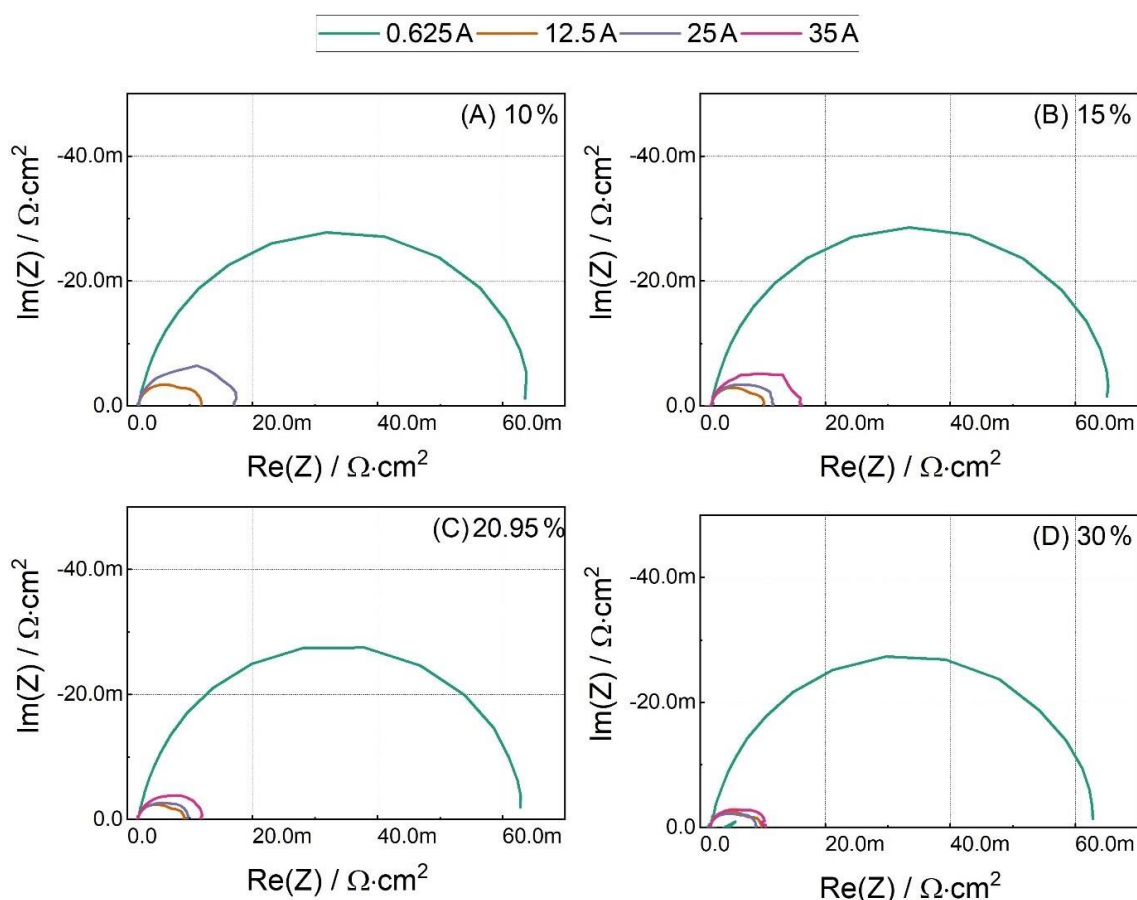 0.625 A 12.5 A 25 A 35 A
(A) 10 %
-40.0m
-20.0m
0.0
Im(Z) / Ω·cm²
0.0 20.0m 40.0m 60.0m
Re(Z) / Ω·cm²
(B) 15 %
-40.0m
-20.0m
0.0
Im(Z) / Ω·cm²
0.0 20.0m 40.0m 60.0m
Re(Z) / Ω·cm²
(C) 20.95 %
-40.0m
-20.0m
0.0
Im(Z) / Ω·cm²
0.0 20.0m 40.0m 60.0m
Re(Z) / Ω·cm²
(D) 30 %
-40.0m
-20.0m
0.0
Im(Z) / Ω·cm²
0.0 20.0m 40.0m 60.0m
Re(Z) / Ω·cm²